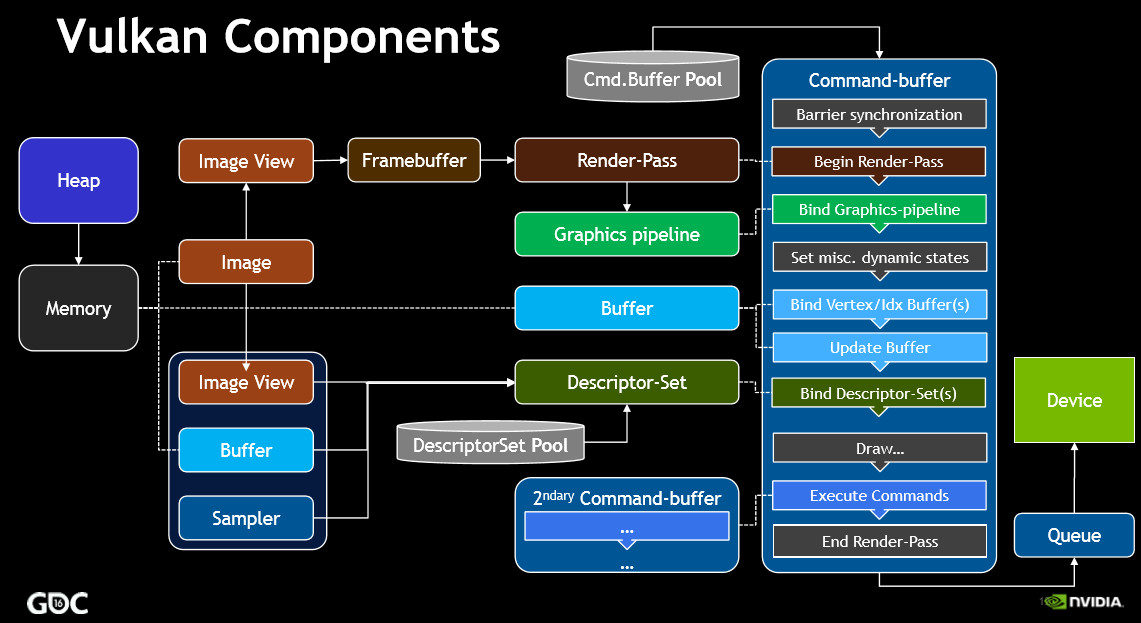 Vulkan Components
Cmd.Buffer Pool
Command-buffer
Barrier synchronization
Begin Render-Pass
Bind Graphics-pipeline
Set misc. dynamic states
Bind Vertex/Idx Buffer(s)
Update Buffer
Bind Descriptor-Set(s)
Draw...
Execute Commands
End Render-Pass
Heap
Memory
Image View
Framebuffer
Render-Pass
Graphics pipeline
Image
Buffer
Image View
Descriptor-Set
Buffer
DescriptorSet Pool
Sampler
2ndary Command-buffer
...
...
Device
Queue
GDC
16
NVIDIA.